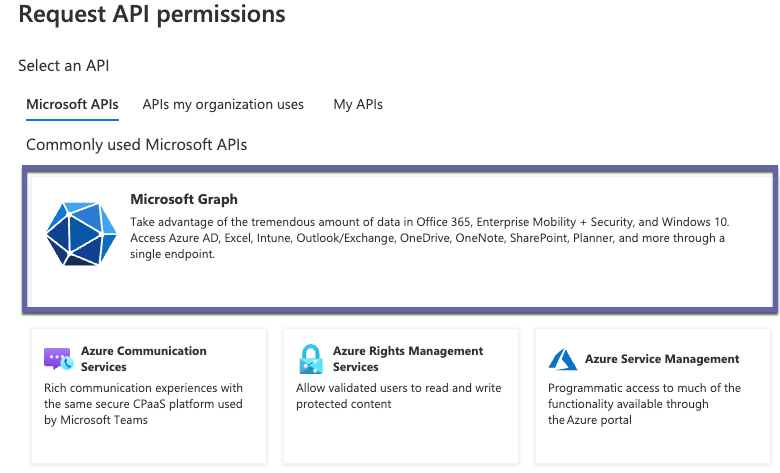 Request API permissions
Select an API
Microsoft APIs
APIs my organization uses
My APIs
Commonly used Microsoft APIs
Microsoft Graph
Take advantage of the tremendous amount of data in Office 365, Enterprise Mobility + Security, and Windows 10.
Access Azure AD, Excel, Intune, Outlook/Exchange, OneDrive, OneNote, SharePoint, Planner, and more through a
single endpoint.
Azure Communication
Services
Rich communication experiences with
the same secure CPaaS platform used
by Microsoft Teams
Azure Rights Management
Services
Allow validated users to read and write
protected content
Azure Service Management
Programmatic access to much of the
functionality available through
the Azure portal